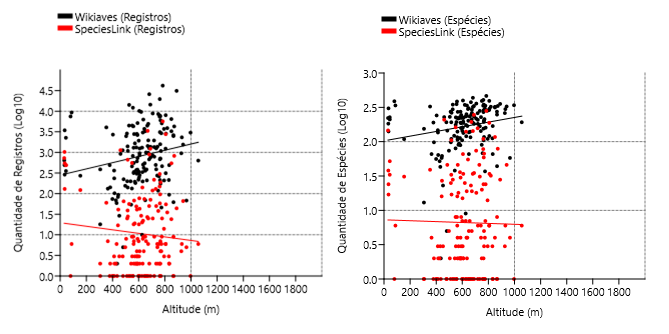 Wikiaves (Registros)
SpeciesLink (Registros)
Quantidade de Registros (Log10)
4.5
4.0
3.5
3.0
2.5
2.0
1.5
1.0
0.5
0.0
0 200 400 600 800 1000 1200 1400 1600 1800
Altitude (m)
Wikiaves (Espécies)
SpeciesLink (Espécies)
Quantidade de Espécies (Log10)
3.0
2.5
2.0
1.5
1.0
0.5
0.0
0 200 400 600 800 1000 1200 1400 1600 1800
Altitude (m)